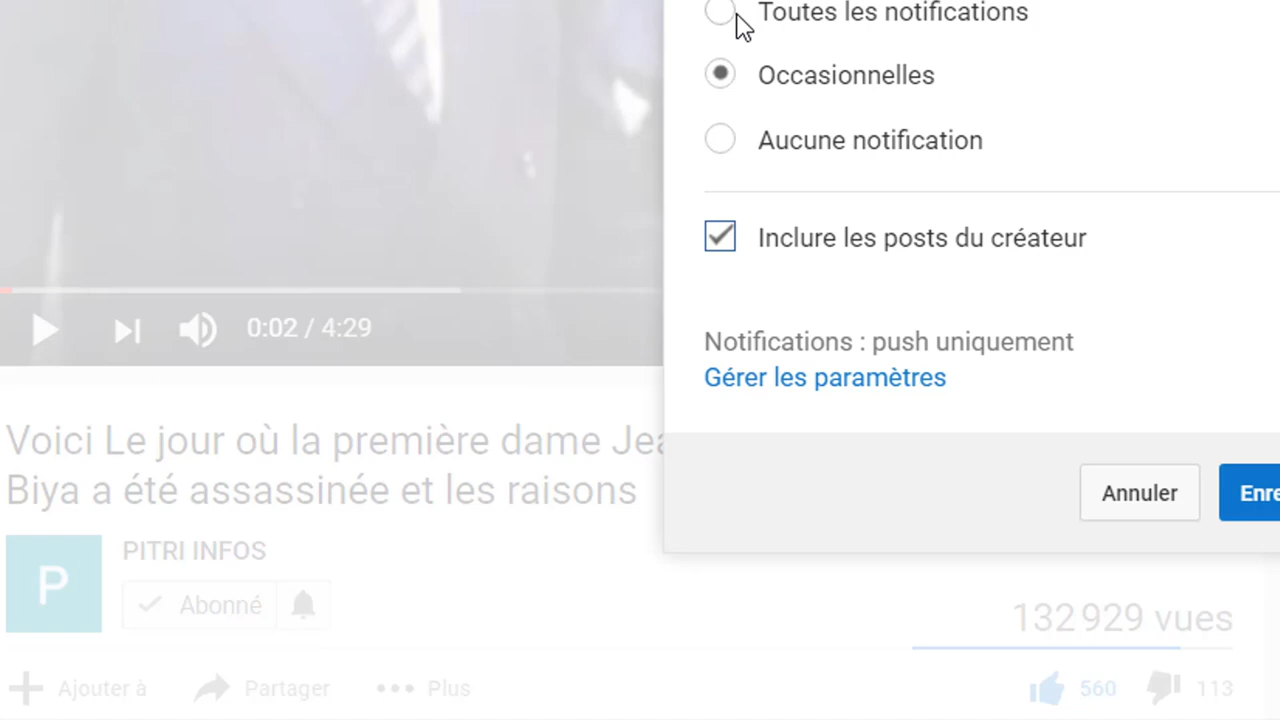 Toutes les notifications
Occasionnelles
Aucune notification
Inclure les posts du créateur
Notifications : push uniquement
Gérer les paramètres
Annuler
0:02 / 4:29
Voici Le jour où la première dame
Biya a été assassinée et les raisons
P
PITRI INFOS
Abonné
132 929 vues
Ajouter à
Partager
Plus
560
113